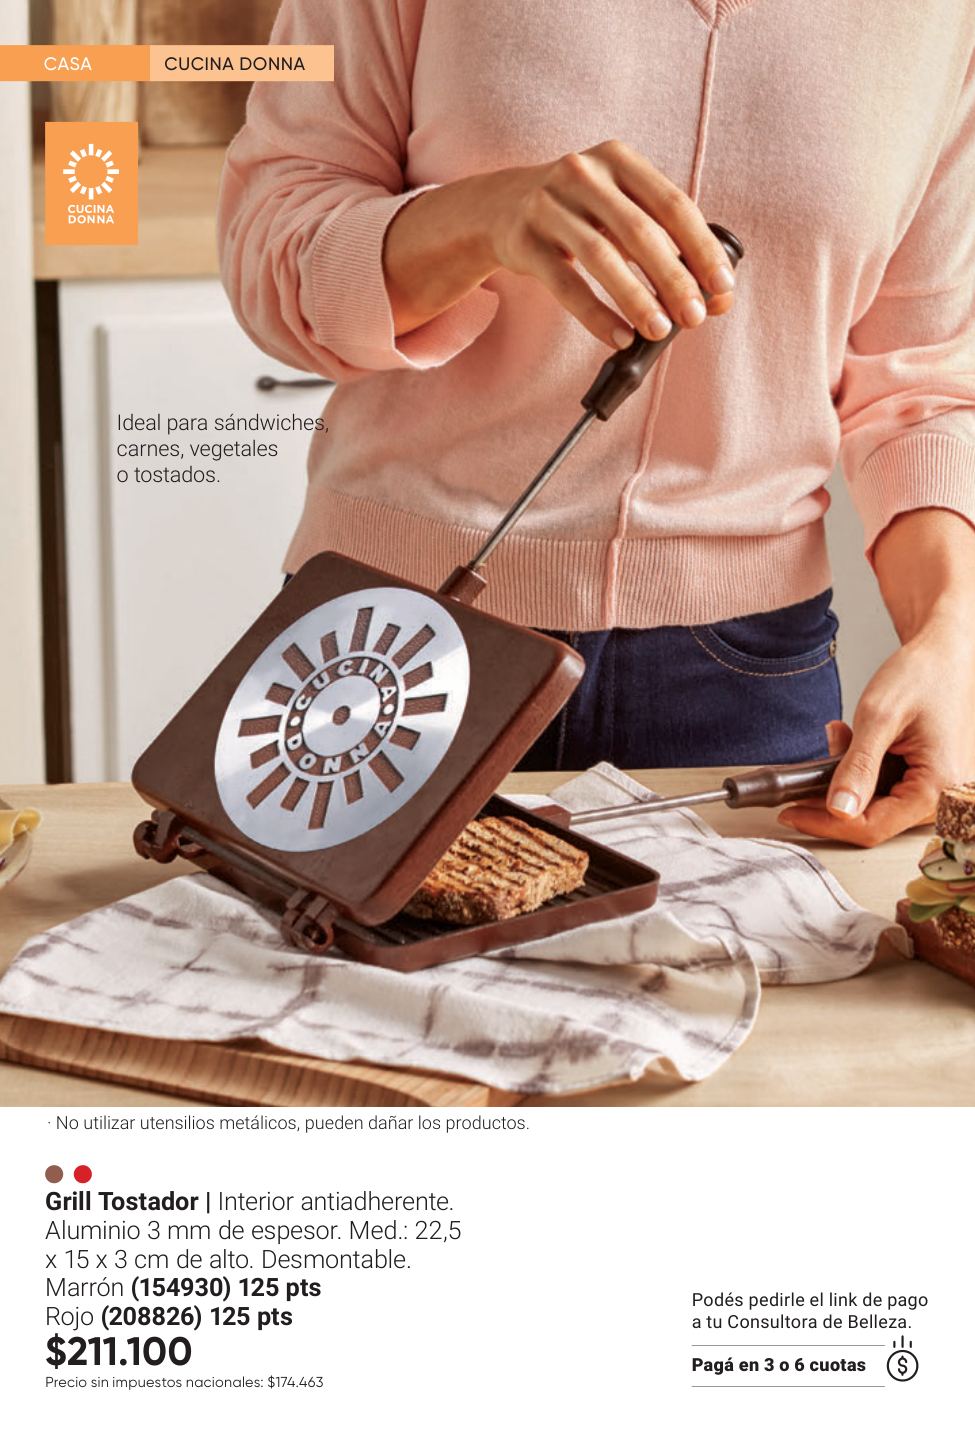 CASA
CUCINA DONNA
CUCINA
DONNA
Ideal para sándwiches,
carnes, vegetales
o tostados.
CUCINA
DONNA
· No utilizar utensilios metálicos, pueden dañar los productos.
Grill Tostador | Interior antiadherente.
Aluminio 3 mm de espesor. Med.: 22,5
x 15 x 3 cm de alto. Desmontable.
Marrón (154930) 125 pts
Rojo (208826) 125 pts
$211.100
Precio sin impuestos nacionales: $174.463
Podés pedirle el link de pago
a tu Consultora de Belleza.
Pagá en 3 o 6 cuotas
$